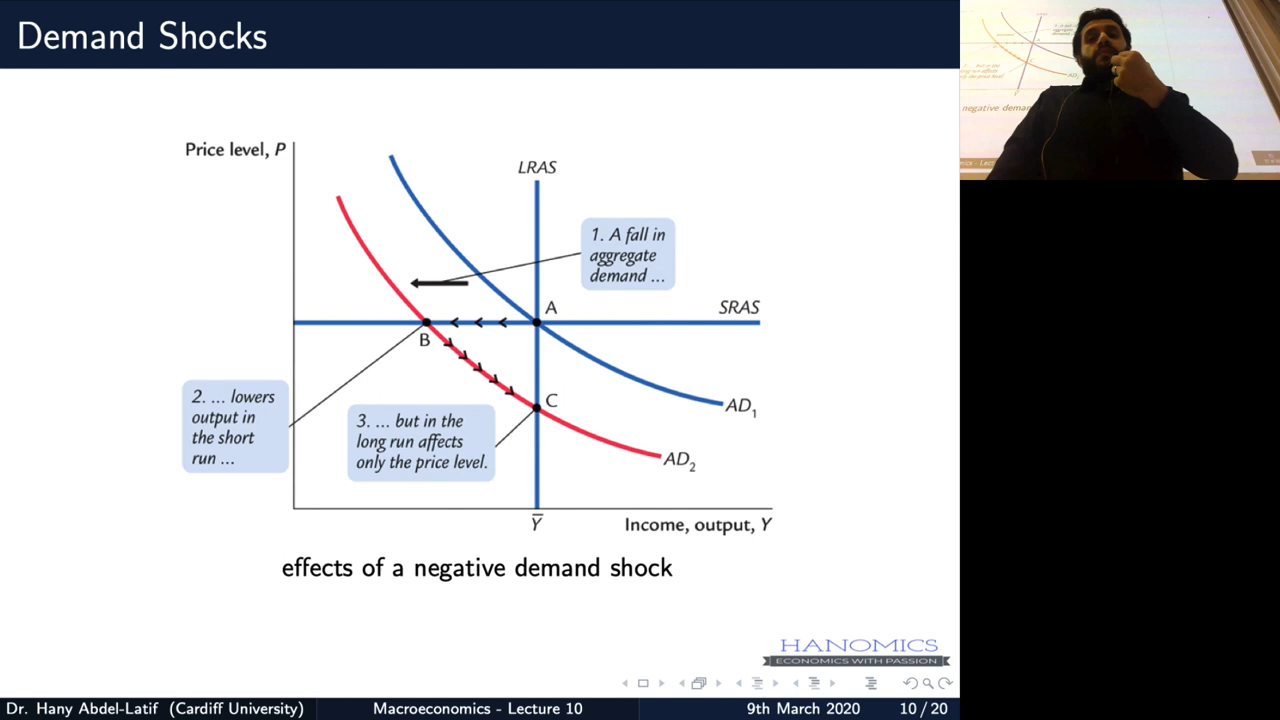 Demand Shocks
Price level, P
LRAS
1. A fall in
aggregate
demand ...
A
SRAS
B
2. ... lowers
output in
the short
run ...
3. ... but in the
long run affects
only the price level.
C
AD1
AD2
Y̅
Income, output, Y
effects of a negative demand shock
HANOMICS
ECONOMICS WITH PASSION
Dr. Hany Abdel-Latif (Cardiff University)
Macroeconomics - Lecture 10
9th March 2020
10 / 20
negative deman